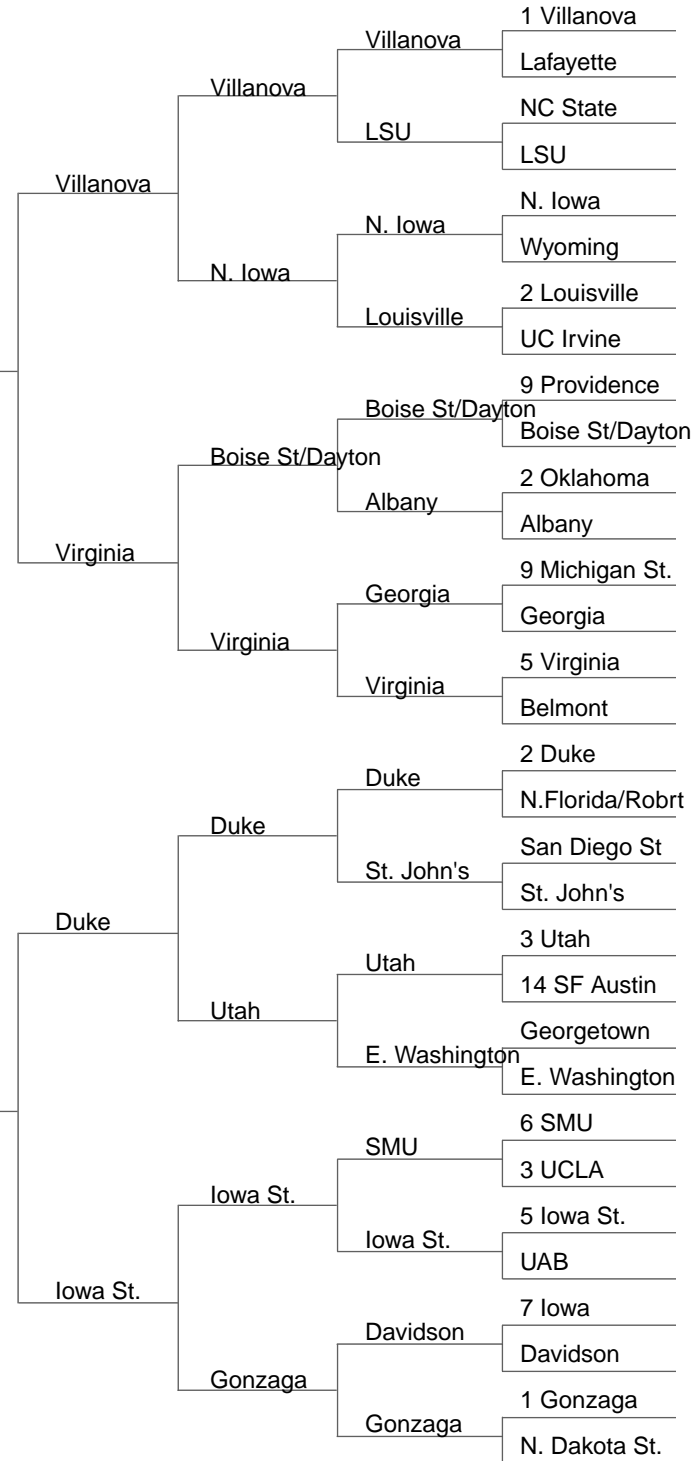 1 Villanova
Villanova
Lafayette
Villanova
NC State
LSU
LSU
Villanova
N. Iowa
N. Iowa
Wyoming
N. Iowa
2 Louisville
Louisville
UC Irvine
9 Providence
Boise St/Dayton
Boise St/Dayton
Boise St/Dayton
2 Oklahoma
Albany
Albany
Virginia
9 Michigan St.
Georgia
Georgia
Virginia
5 Virginia
Virginia
Belmont
2 Duke
Duke
N.Florida/Robrt
Duke
San Diego St
St. John's
St. John's
Duke
3 Utah
Utah
14 SF Austin
Utah
Georgetown
E. Washington
E. Washington
6 SMU
SMU
3 UCLA
Iowa St.
5 Iowa St.
Iowa St.
UAB
Iowa St.
7 Iowa
Davidson
Davidson
Gonzaga
1 Gonzaga
Gonzaga
N. Dakota St.